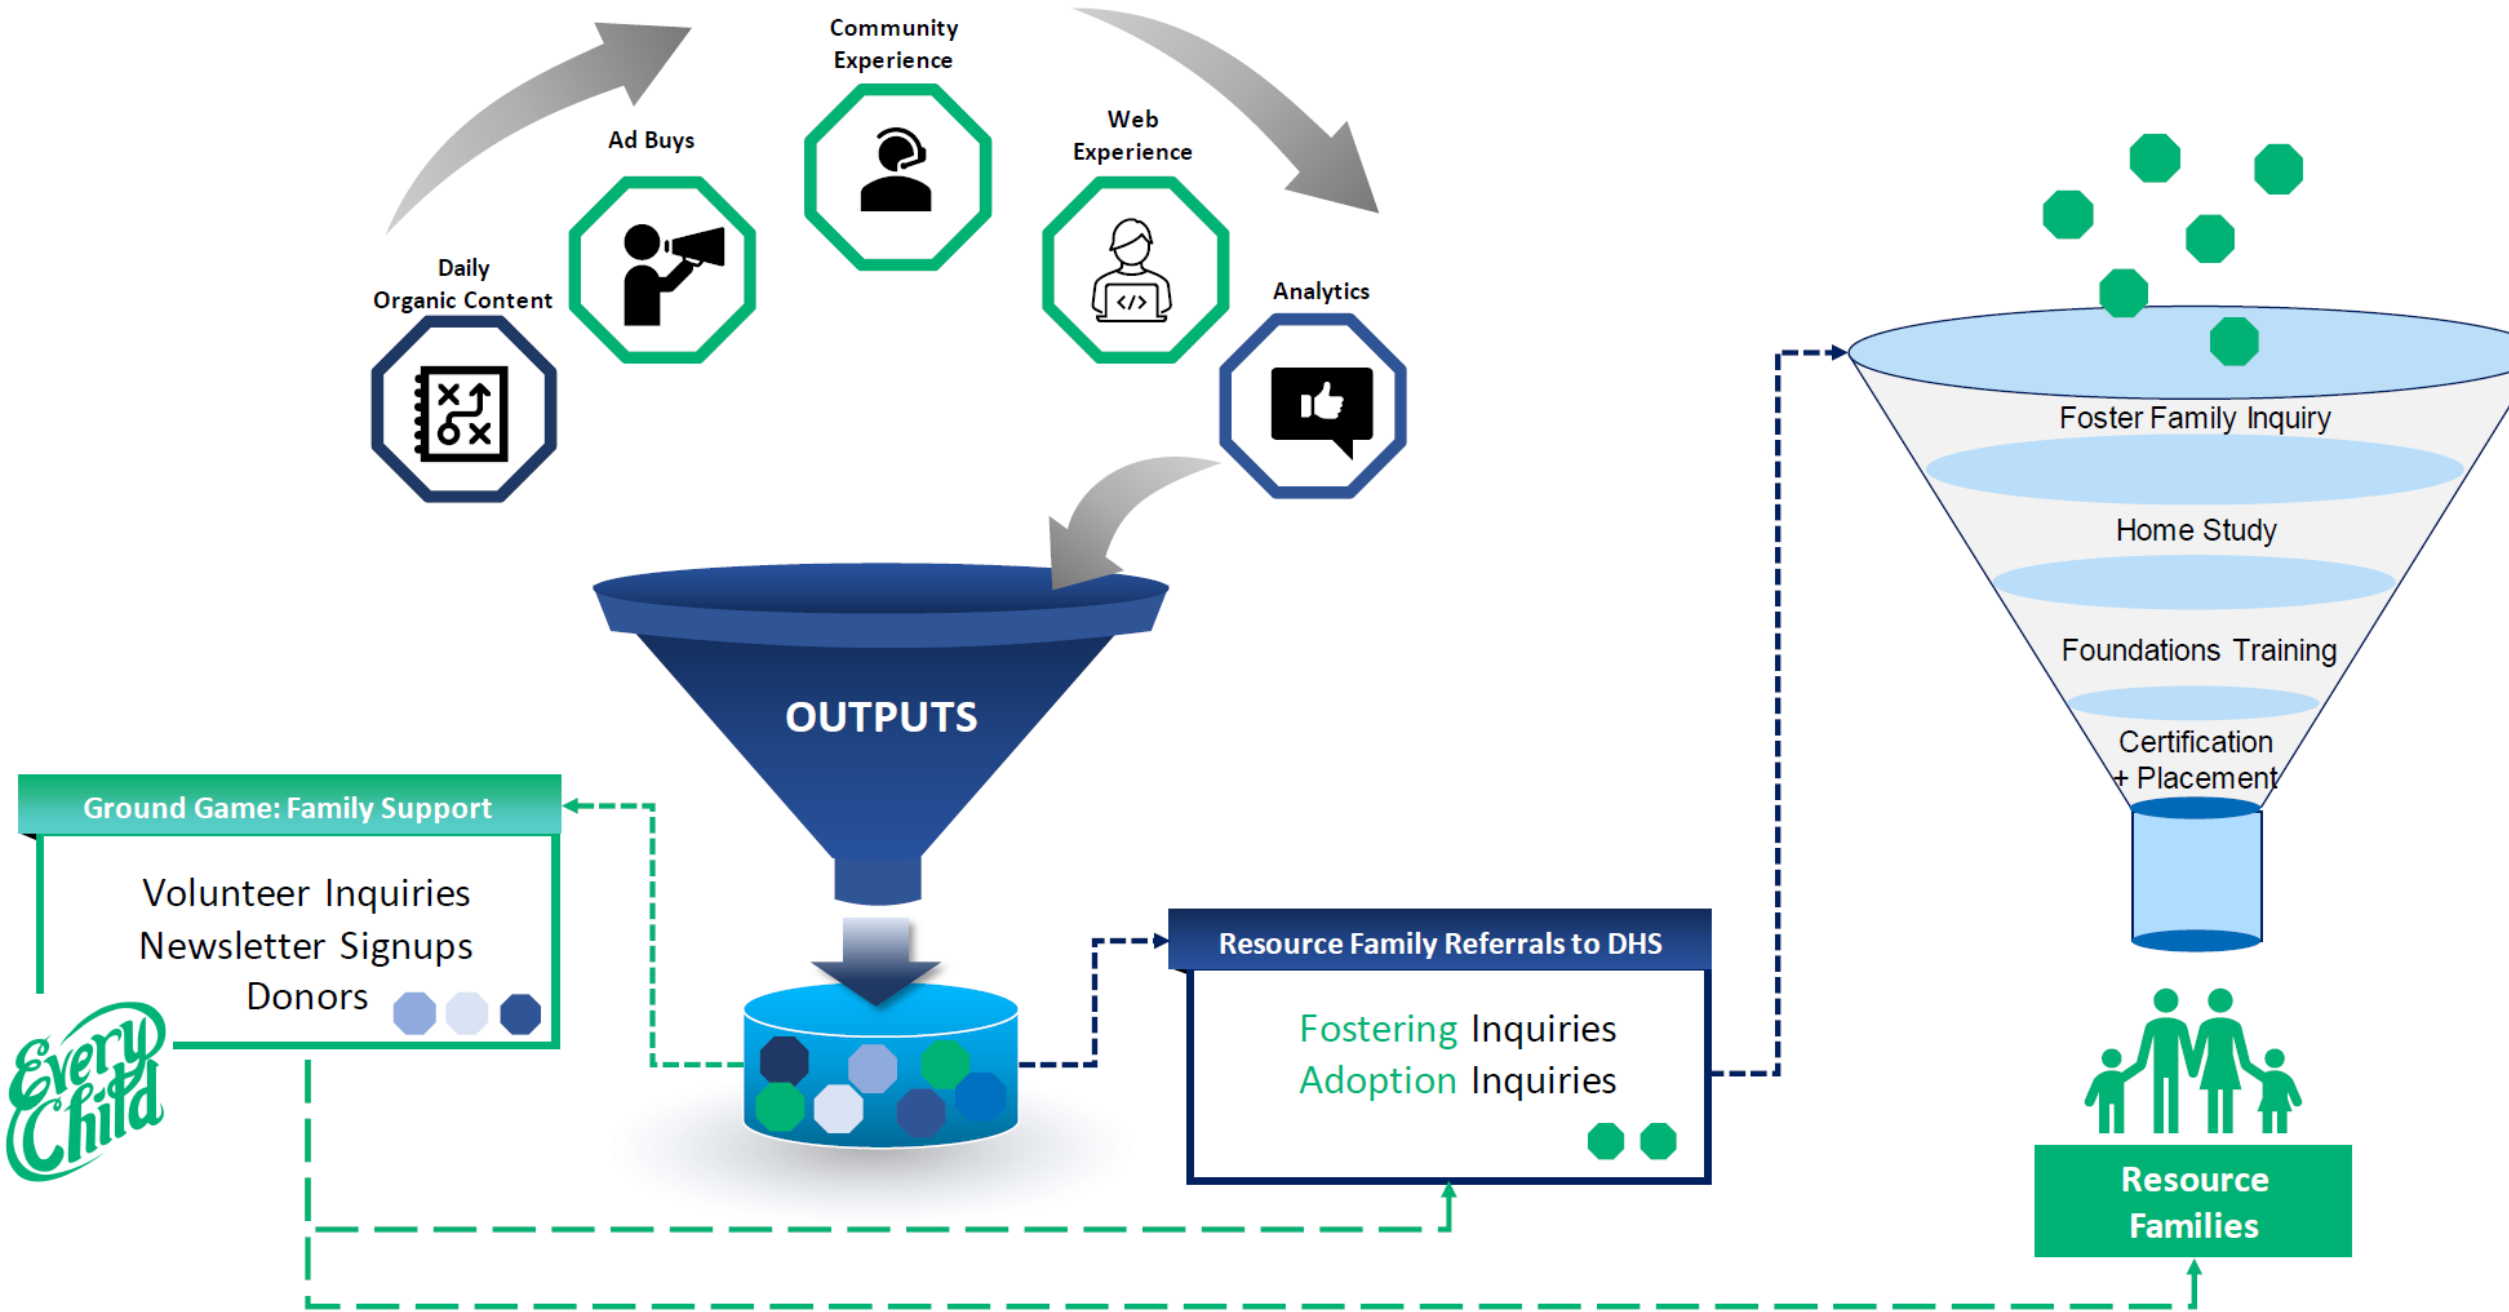 Community
Experience
Ad Buys
Web
Experience
Daily
Organic Content
Analytics
</>
OUTPUTS
Ground Game: Family Support
Volunteer Inquiries
Newsletter Signups
Donors
Every
Child
Resource Family Referrals to DHS
Fostering Inquiries
Adoption Inquiries
Foster Family Inquiry
Home Study
Foundations Training
Certification
+ Placement
Resource
Families